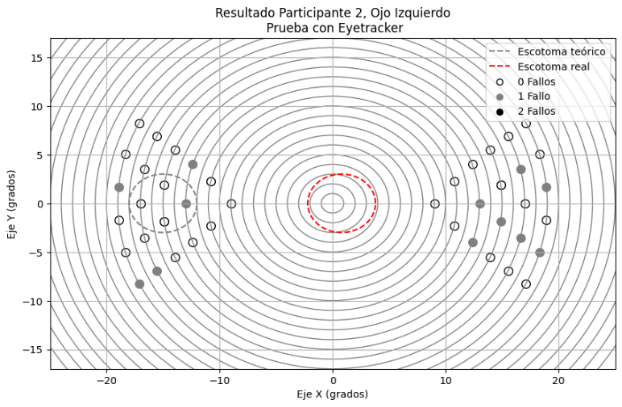 Resultado Participante 2, Ojo Izquierdo
Prueba con Eyetracker
Escotoma teórico
Escotoma real
0 Fallos
1 Fallo
2 Fallos
Eje Y (grados)
15
10
5
0
−5
−10
−15
−20
−10
0
10
20
Eje X (grados)